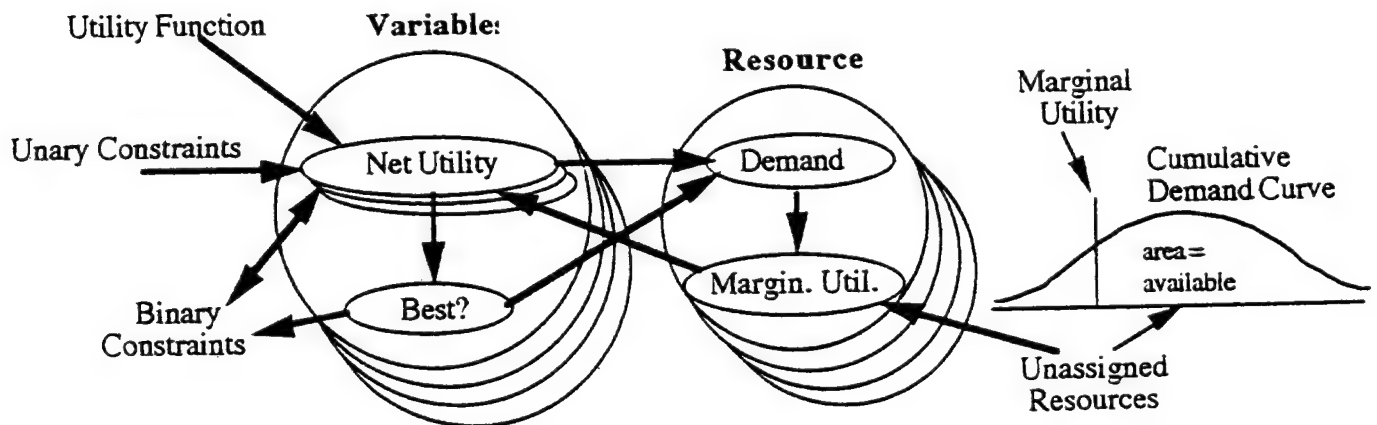 Utility Function
Variable:
Resource
Marginal
Utility
Unary Constraints
Net Utility
Demand
Cumulative
Demand Curve
area=
available
Margin. Util.
Best?
Binary
Constraints
Unassigned
Resources